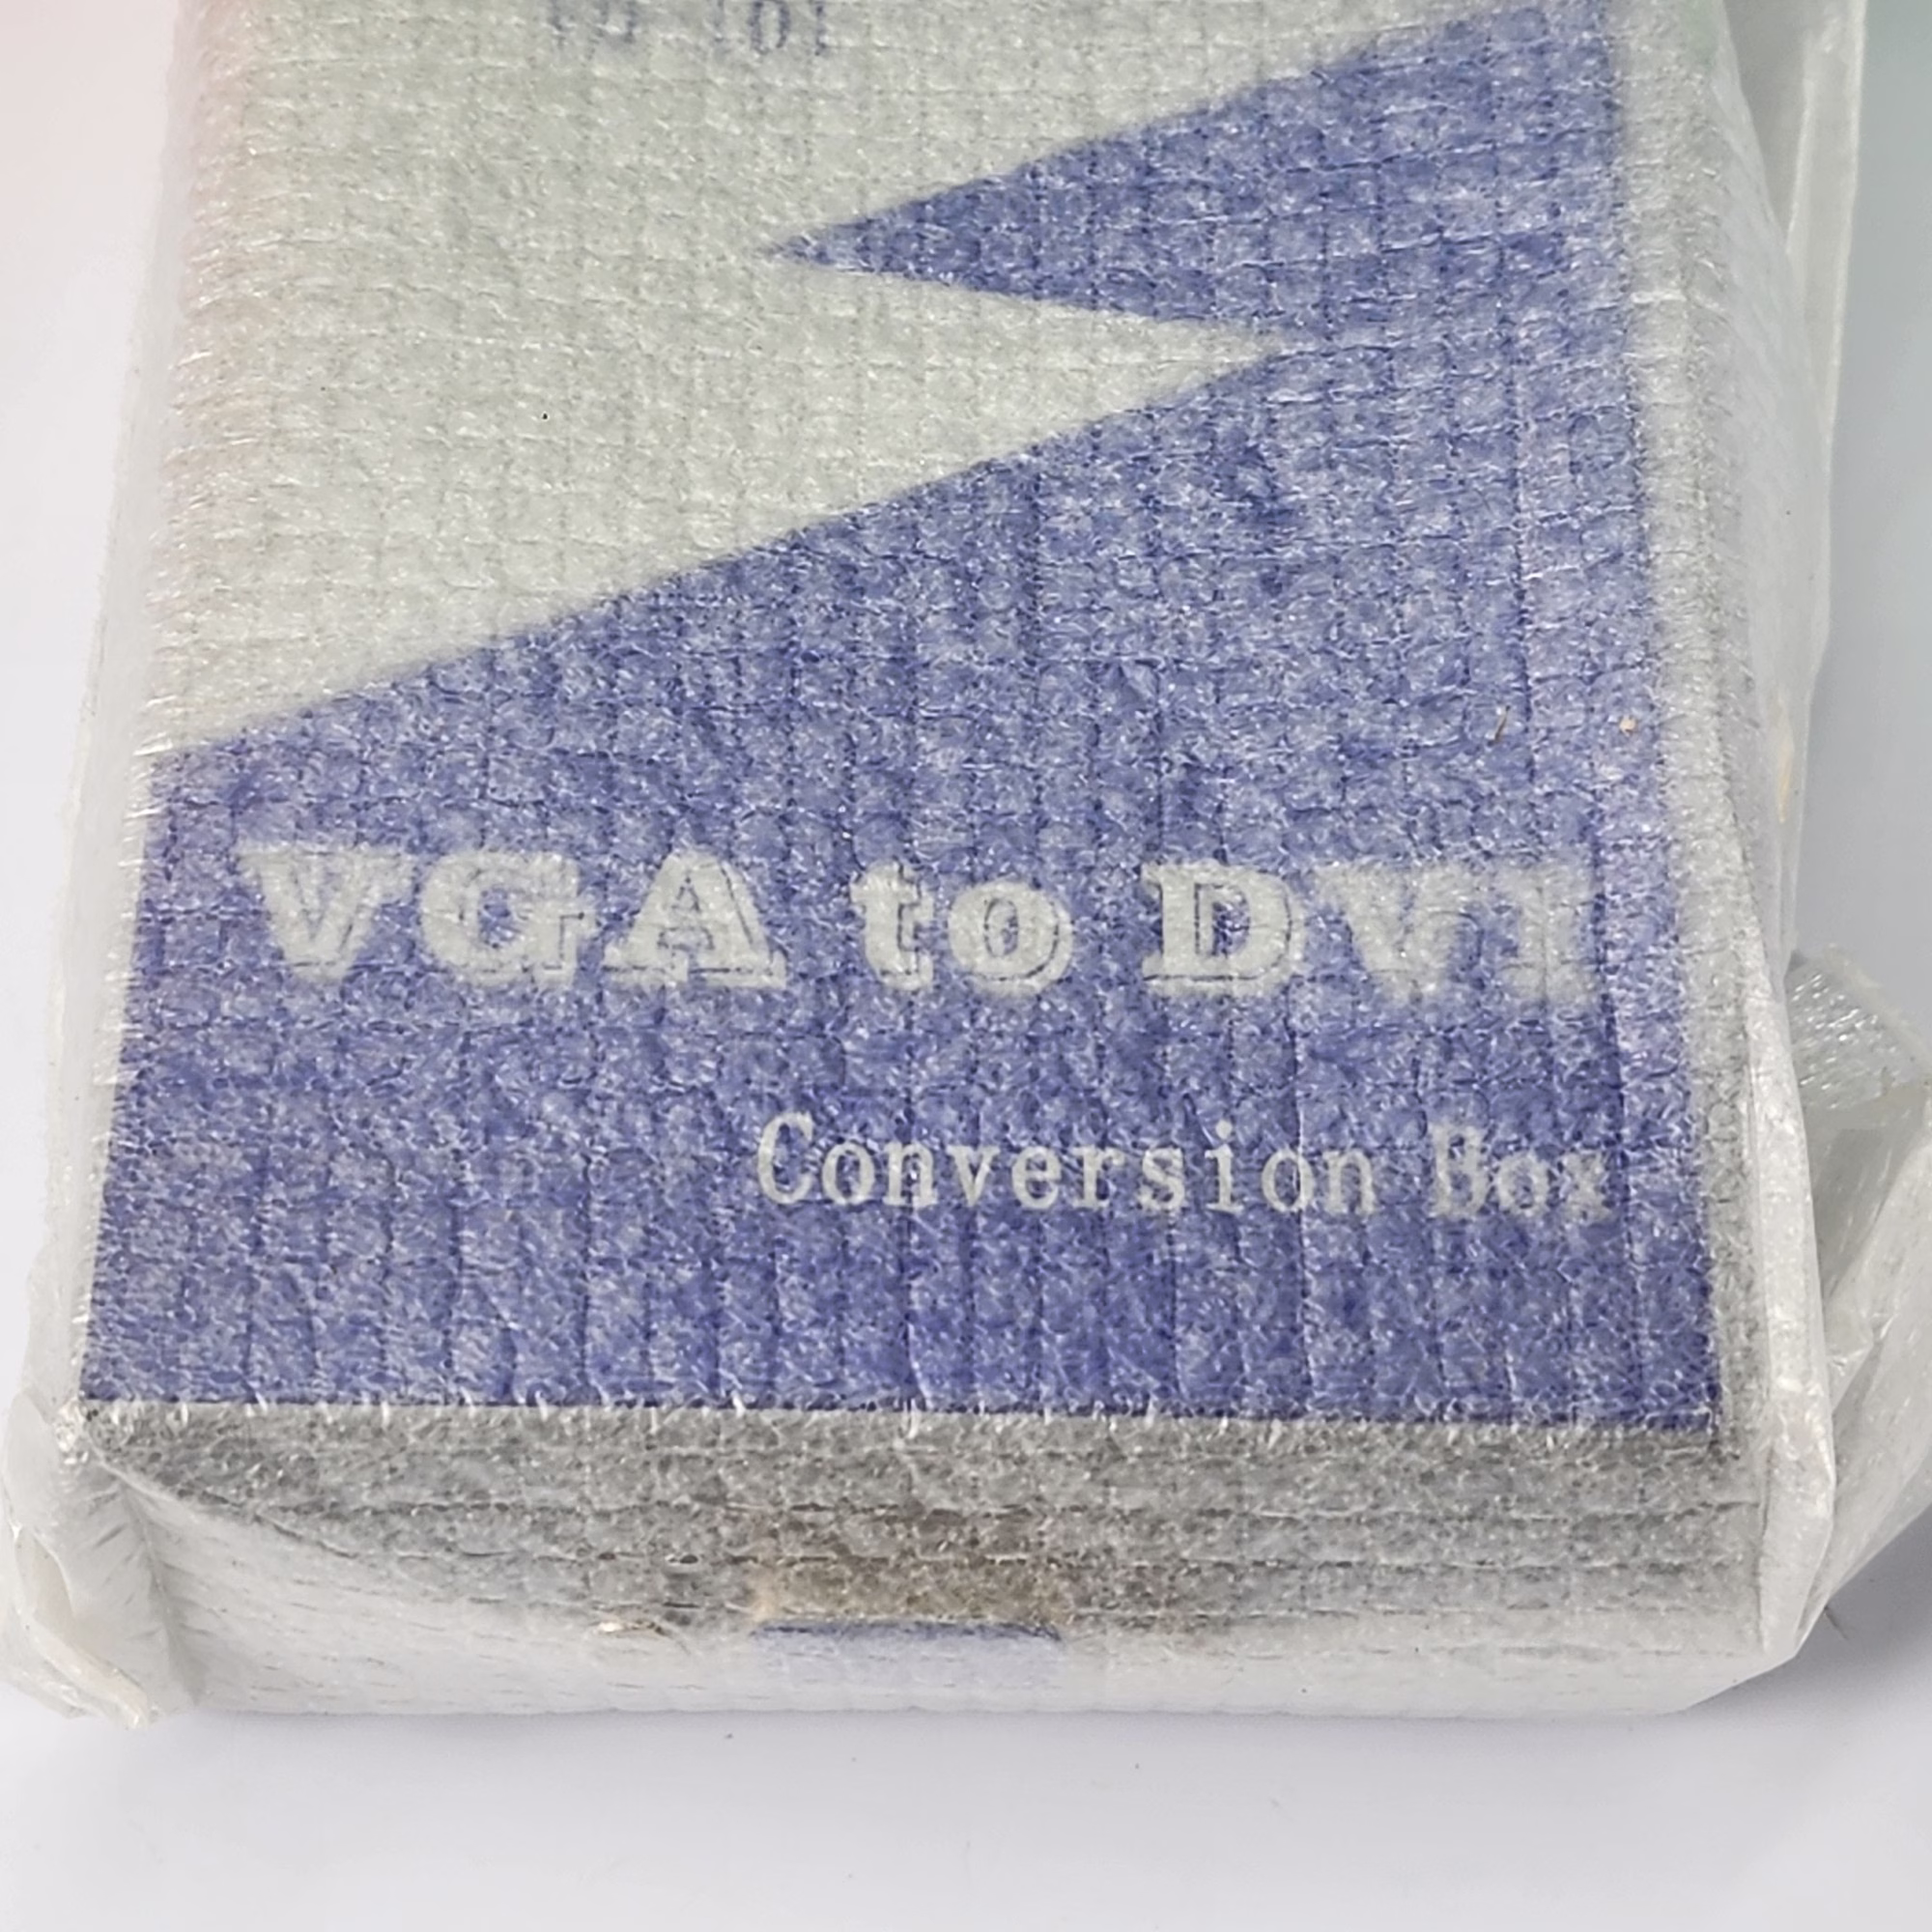 VGA to DVI
Conversion Box